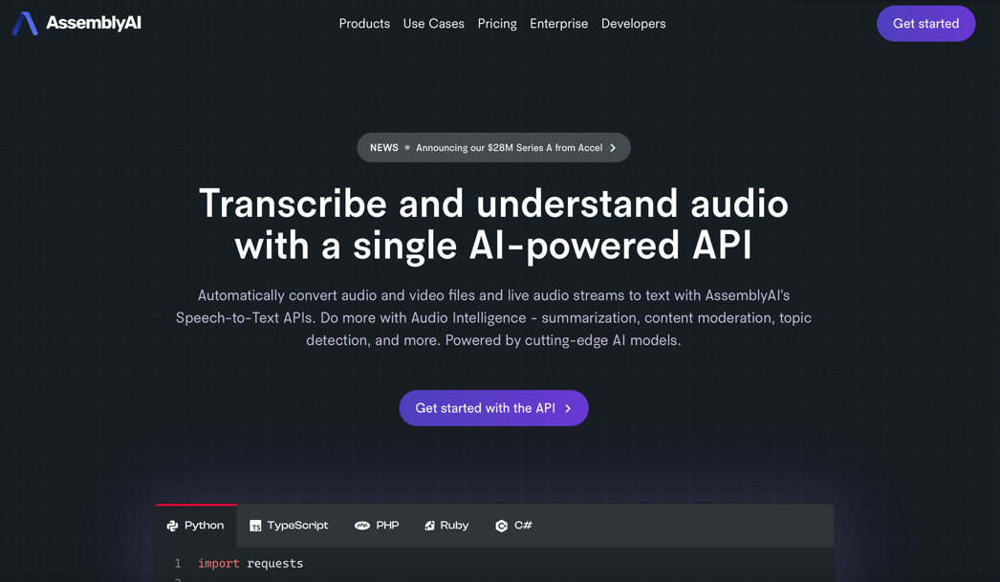 AssemblyAI
Products Use Cases Pricing Enterprise Developers
Get started
NEWS • Announcing our $28M Series A from Accel
Transcribe and understand audio
with a single AI-powered API
Automatically convert audio and video files and live audio streams to text with AssemblyAI's
Speech-to-Text APIs. Do more with Audio Intelligence - summarization, content moderation, topic
detection, and more. Powered by cutting-edge AI models.
Get started with the API
Python TS TypeScript php PHP Ruby C#
1 import requests